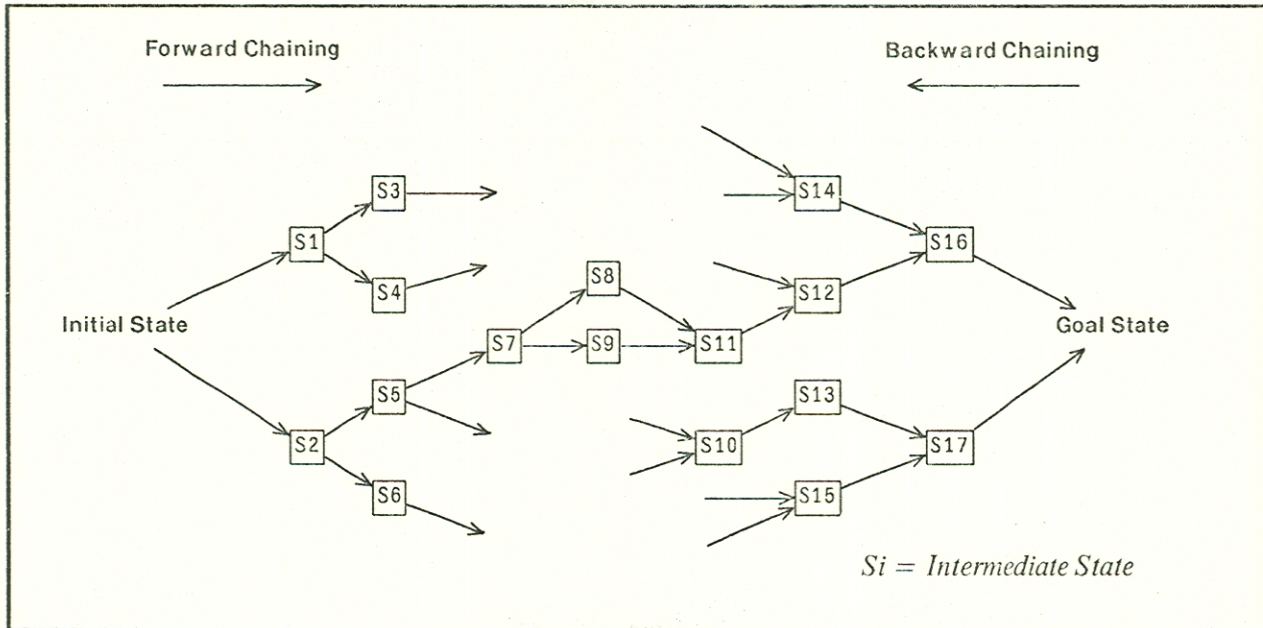 Forward Chaining
Backward Chaining
S3
S14
S1
S16
S8
S4
S12
Initial State
Goal State
S7
S9
S11
S5
S13
S2
S10
S17
S6
S15
Si = Intermediate State